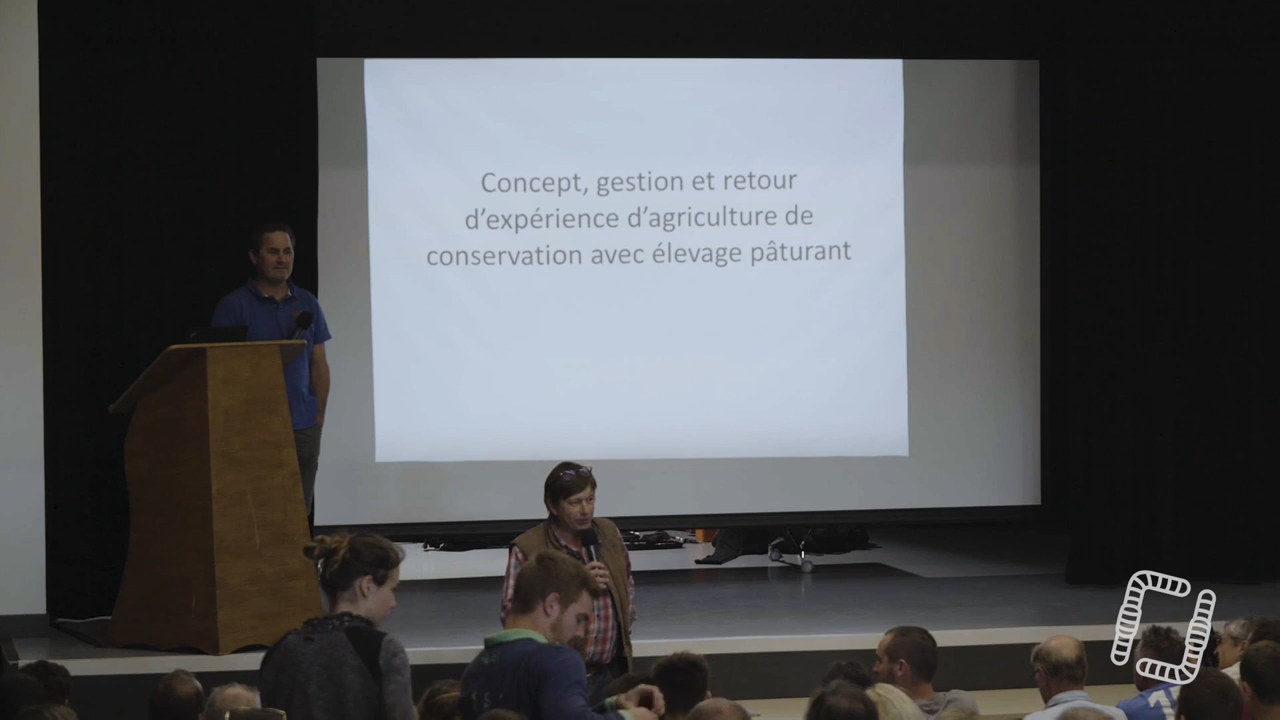 Concept, gestion et retour
d’expérience d’agriculture de
conservation avec élevage pâturant